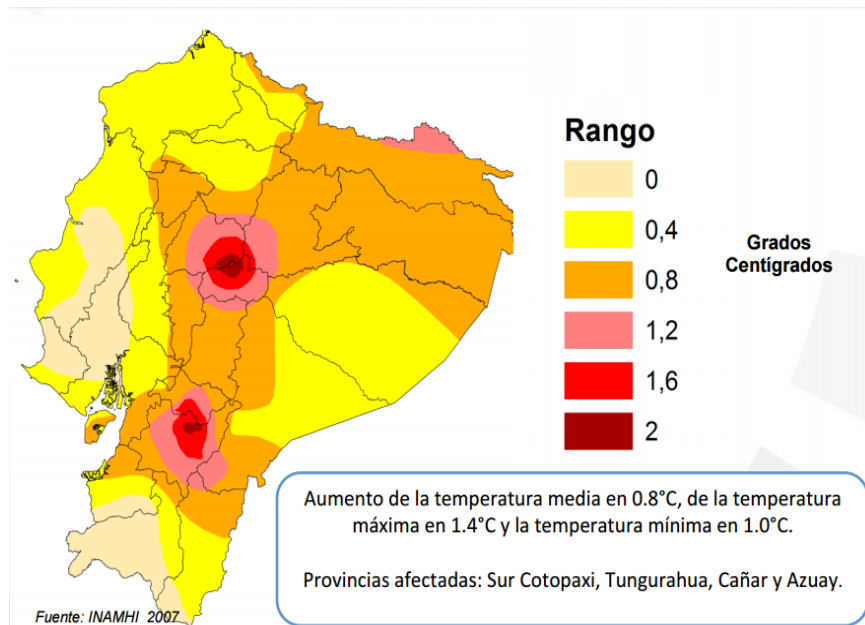 Rango
0
0,4
0,8
1,2
1,6
2
Grados
Centígrados
Aumento de la temperatura media en 0.8°C, de la temperatura
máxima en 1.4°C y la temperatura mínima en 1.0°C.
Provincias afectadas: Sur Cotopaxi, Tungurahua, Cañar y Azuay.
Fuente: INAMHI 2007